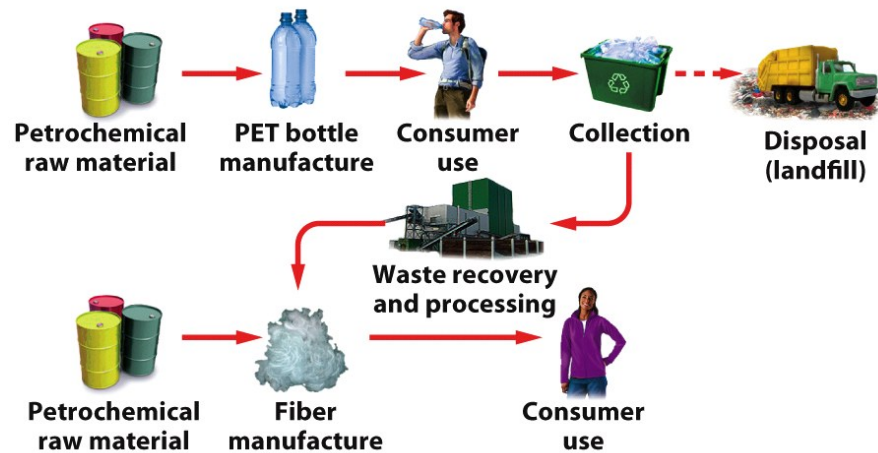 Petrochemical
raw material
PET bottle
manufacture
Consumer
use
Collection
Disposal
(landfill)
Waste recovery
and processing
Petrochemical
raw material
Fiber
manufacture
Consumer
use